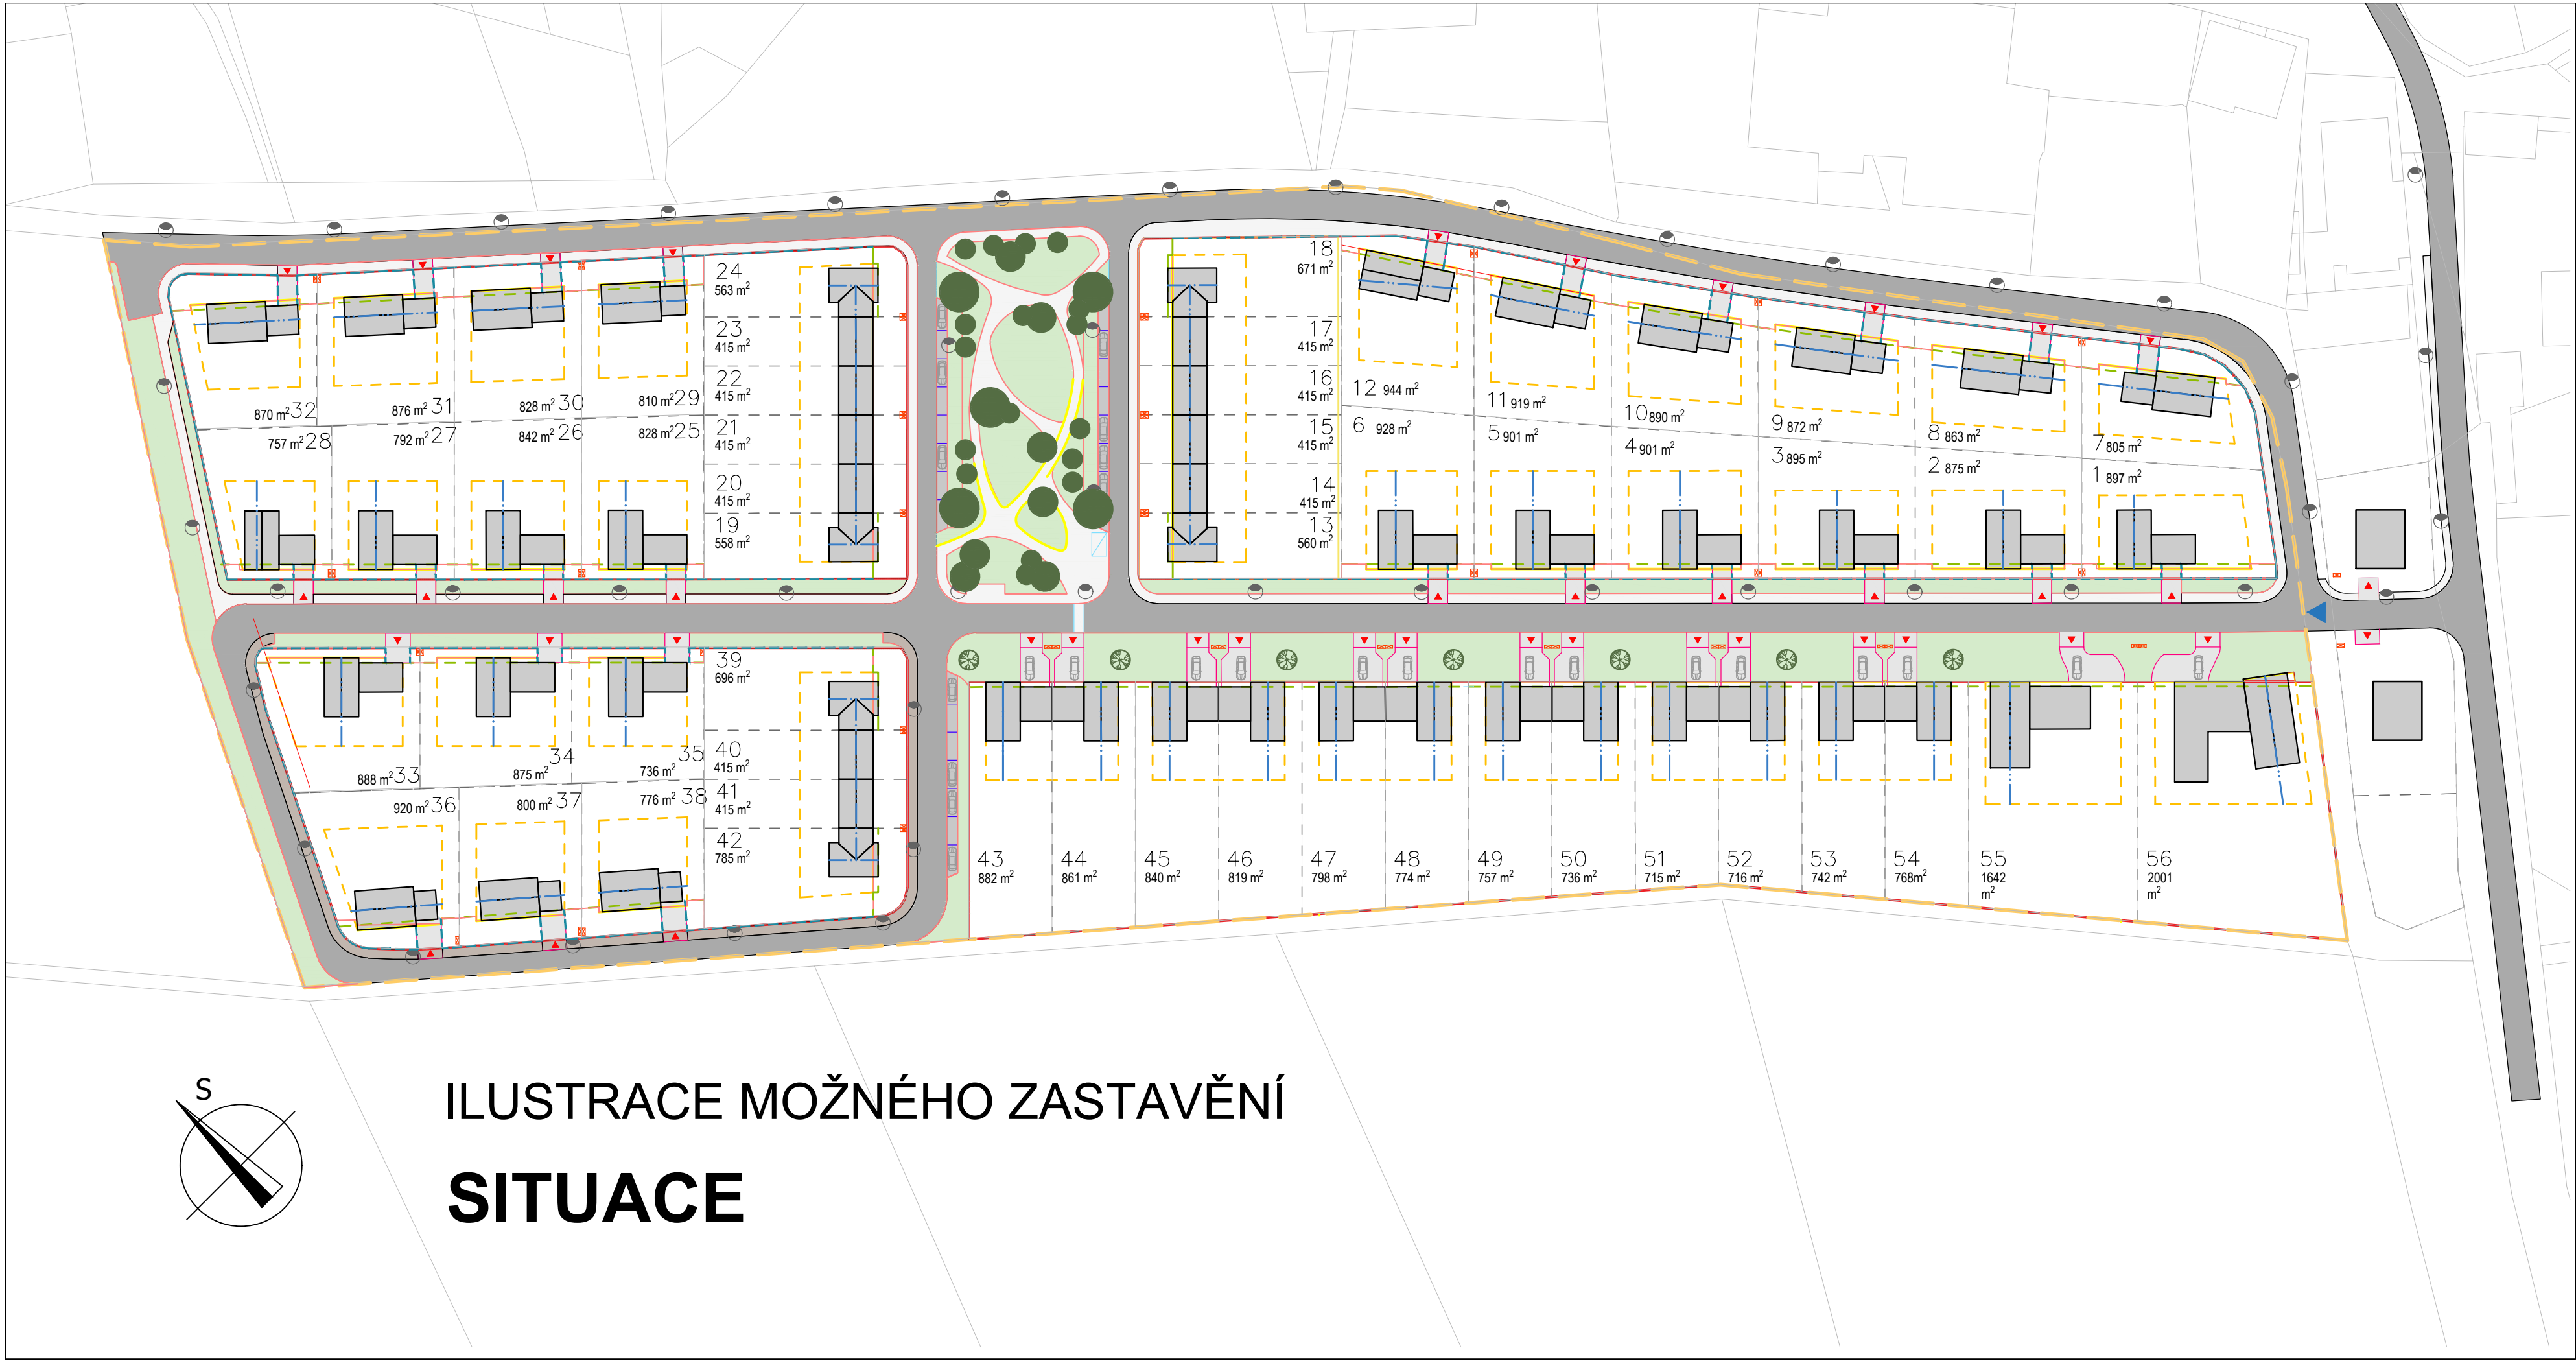 24
563 m²
23
415 m²
22
415 m²
21
415 m²
20
415 m²
19
558 m²
870 m² 32
876 m² 31
828 m² 30
810 m² 29
757 m² 28
792 m² 27
842 m² 26
828 m² 25
18
671 m²
17
415 m²
16
415 m²
15
415 m²
14
415 m²
13
560 m²
12 944 m²
11 919 m²
10 890 m²
9 872 m²
8 863 m²
7 805 m²
6 928 m²
5 901 m²
4 901 m²
3 895 m²
2 875 m²
1 897 m²
39
696 m²
40
415 m²
41
415 m²
42
785 m²
888 m² 33
34
875 m²
35
736 m²
920 m² 36
800 m² 37
776 m² 38
43
882 m²
44
861 m²
45
840 m²
46
819 m²
47
798 m²
48
774 m²
49
757 m²
50
736 m²
51
715 m²
52
716 m²
53
742 m²
54
768m²
55
1642
m²
56
2001
m²
S
ILUSTRACE MOŽNÉHO ZASTAVĚNÍ
SITUACE